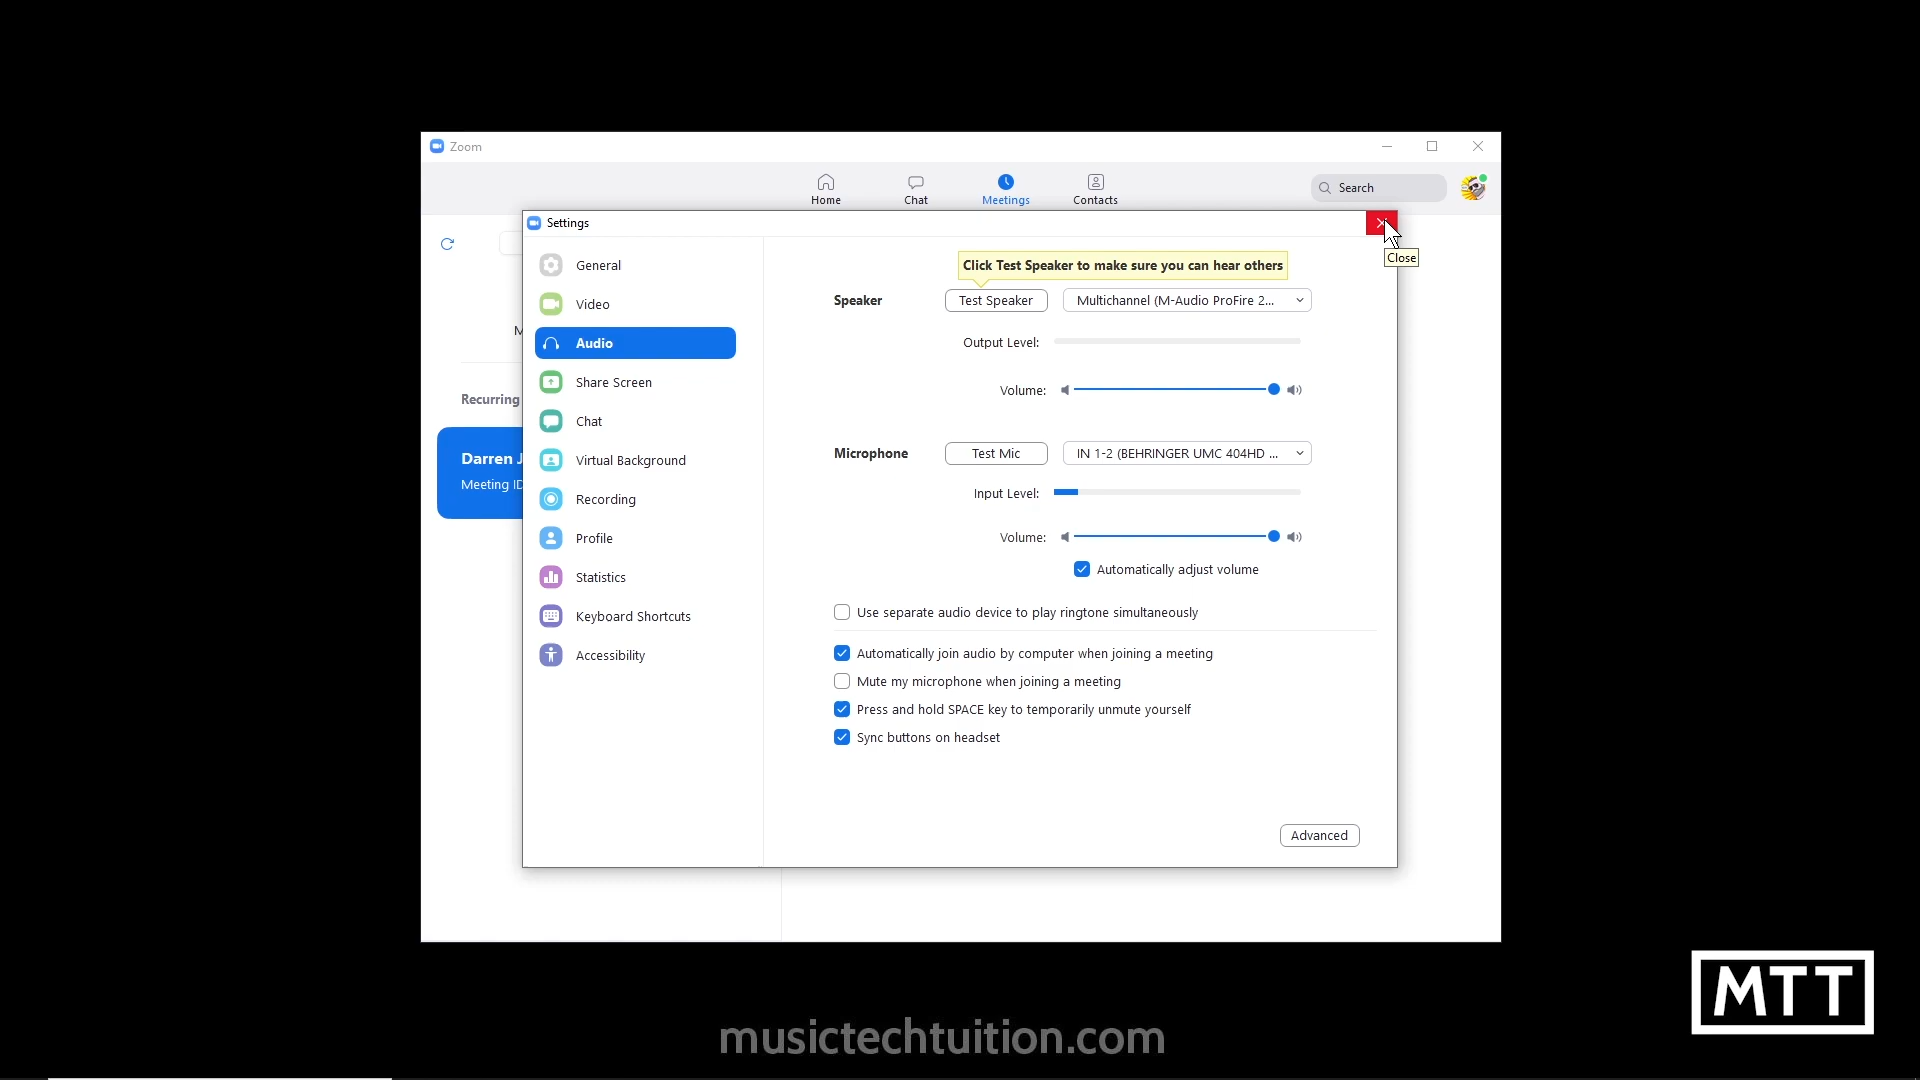 Zoom
Home
Chat
Meetings
Contacts
Search
Settings
Close
General
Video
Audio
Share Screen
Chat
Virtual Background
Recording
Profile
Statistics
Keyboard Shortcuts
Accessibility
Recurring
Darren J
Meeting ID
Click Test Speaker to make sure you can hear others
Speaker
Test Speaker
Multichannel (M-Audio ProFire 2...
Output Level:
Volume:
Microphone
Test Mic
IN 1-2 (BEHRINGER UMC 404HD ...
Input Level:
Volume:
Automatically adjust volume
Use separate audio device to play ringtone simultaneously
Automatically join audio by computer when joining a meeting
Mute my microphone when joining a meeting
Press and hold SPACE key to temporarily unmute yourself
Sync buttons on headset
Advanced
MTT
musictechtuition.com